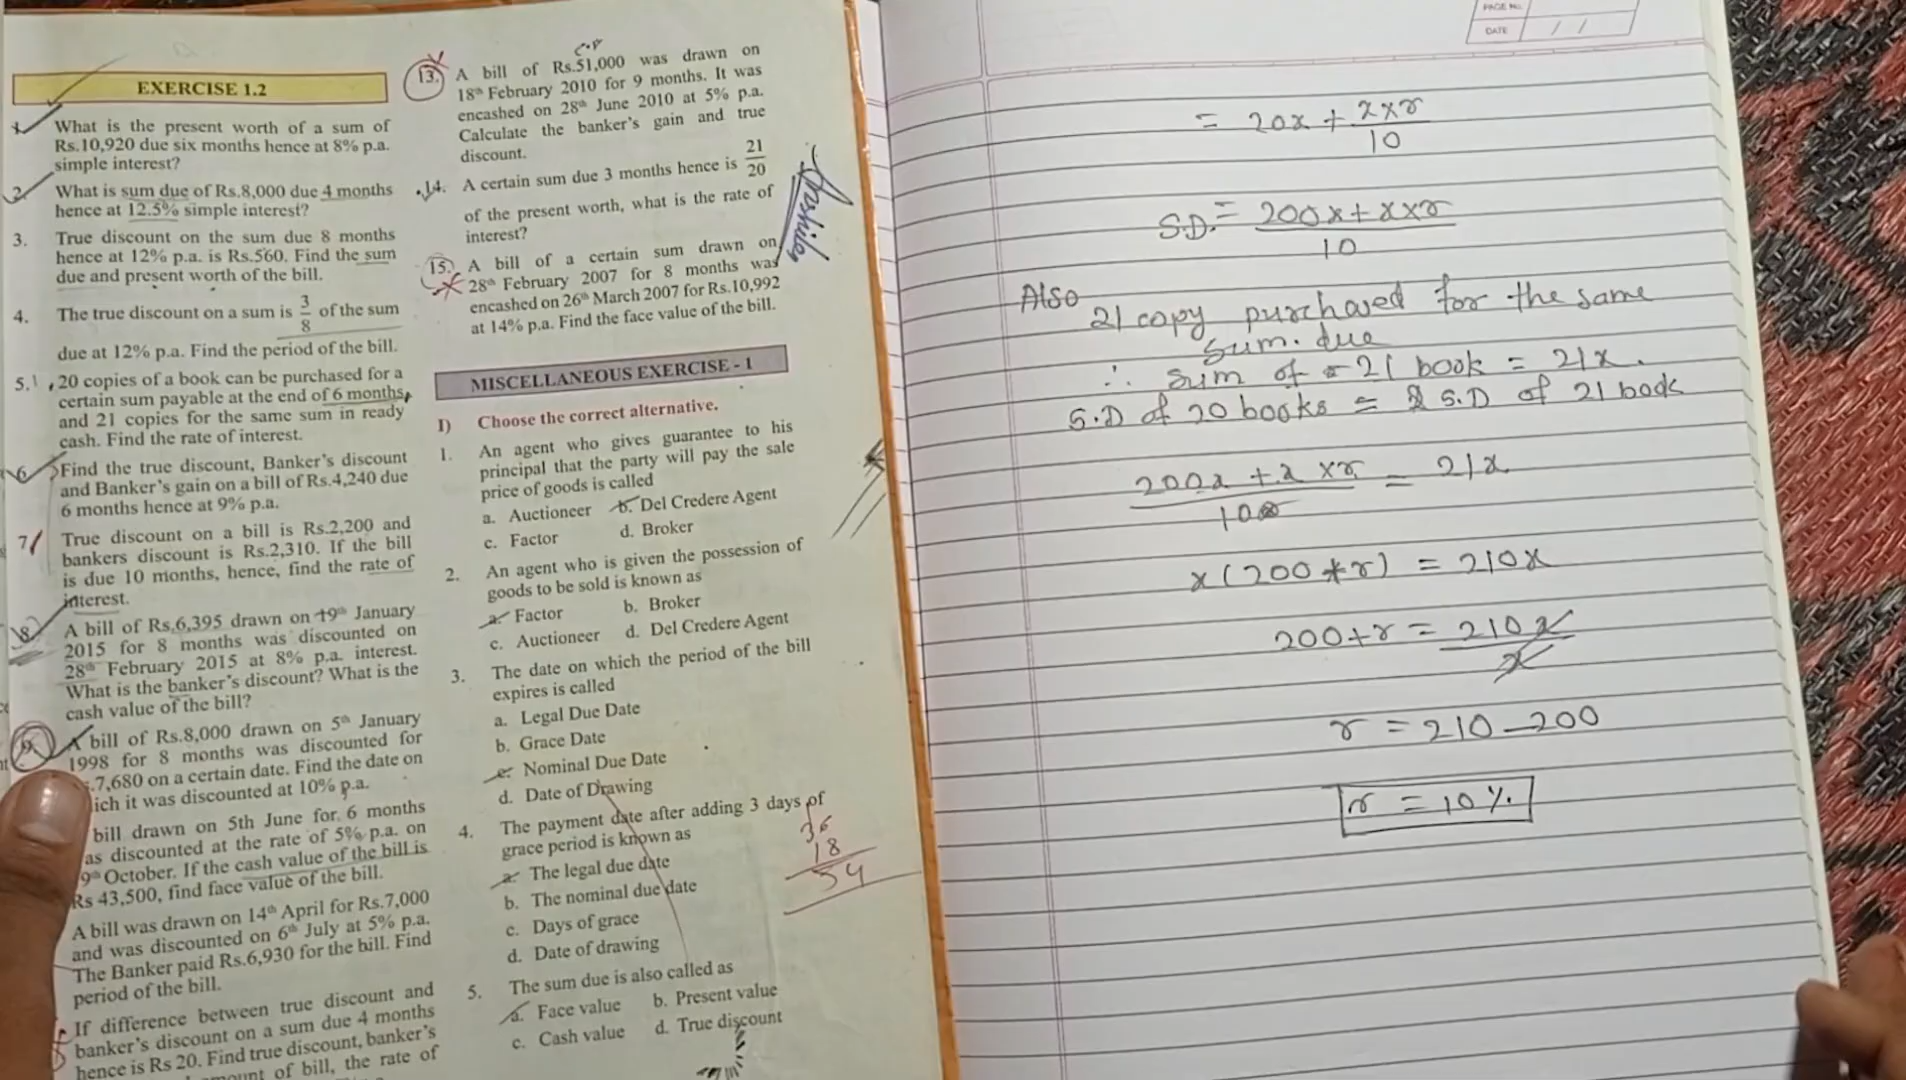 EXERCISE 1.2
What is the present worth of a sum of
Rs.10,920 due six months hence at 8% p.a.
simple interest?
2. What is sum due of Rs.8,000 due 4 months
hence at 12.5% simple interest?
3. True discount on the sum due 8 months
hence at 12% p.a. is Rs.560. Find the sum
due and present worth of the bill.
4. The true discount on a sum is 3/8 of the sum
due at 12% p.a. Find the period of the bill.
5. 20 copies of a book can be purchased for a
certain sum payable at the end of 6 months,
and 21 copies for the same sum in ready
cash. Find the rate of interest.
6. Find the true discount, Banker's discount
and Banker's gain on a bill of Rs.4,240 due
6 months hence at 9% p.a.
7. True discount on a bill is Rs.2,200 and
bankers discount is Rs.2,310. If the bill
is due 10 months, hence, find the rate of
interest.
8. A bill of Rs.6,395 drawn on 19th January
2015 for 8 months was discounted on
28th February 2015 at 8% p.a. interest.
What is the banker's discount? What is the
cash value of the bill?
9. A bill of Rs.8,000 drawn on 5th January
1998 for 8 months was discounted for
.7,680 on a certain date. Find the date on
ich it was discounted at 10% p.a.
bill drawn on 5th June for 6 months
as discounted at the rate of 5% p.a. on
9th October. If the cash value of the bill is
Rs 43,500, find face value of the bill.
A bill was drawn on 14th April for Rs.7,000
and was discounted on 6th July at 5% p.a.
The Banker paid Rs.6,930 for the bill. Find
period of the bill.
If difference between true discount and
banker's discount on a sum due 4 months
hence is Rs 20. Find true discount, banker's
amount of bill, the rate of
C.P
13. A bill of Rs.51,000 was drawn on
18th February 2010 for 9 months. It was
encashed on 28th June 2010 at 5% p.a.
Calculate the banker's gain and true
discount.
14. A certain sum due 3 months hence is 21/20
of the present worth, what is the rate of
interest?
15. A bill of a certain sum drawn on
28th February 2007 for 8 months was
encashed on 26th March 2007 for Rs.10,992
at 14% p.a. Find the face value of the bill.
MISCELLANEOUS EXERCISE - 1
I) Choose the correct alternative.
1. An agent who gives guarantee to his
principal that the party will pay the sale
price of goods is called
a. Auctioneer b. Del Credere Agent
c. Factor d. Broker
2. An agent who is given the possession of
goods to be sold is known as
a. Factor b. Broker
c. Auctioneer d. Del Credere Agent
3. The date on which the period of the bill
expires is called
a. Legal Due Date
b. Grace Date
c. Nominal Due Date
d. Date of Drawing
4. The payment date after adding 3 days of
grace period is known as
a. The legal due date
b. The nominal due date
c. Days of grace
d. Date of drawing
36
18
54
5. The sum due is also called as
a. Face value b. Present value
c. Cash value d. True discount
PAGE No.
DATE / /
= 20x + x×r/10
S.D. = 200x + x×r/10
Also
21 copy purchased for the same
sum. due
∴ sum of 21 book = 21x.
S.D of 20 books = S.D of 21 book
200x + x×r/10 = 21x
x(200+r) = 210x
200+r = 210x/x
r = 210-200
r = 10%